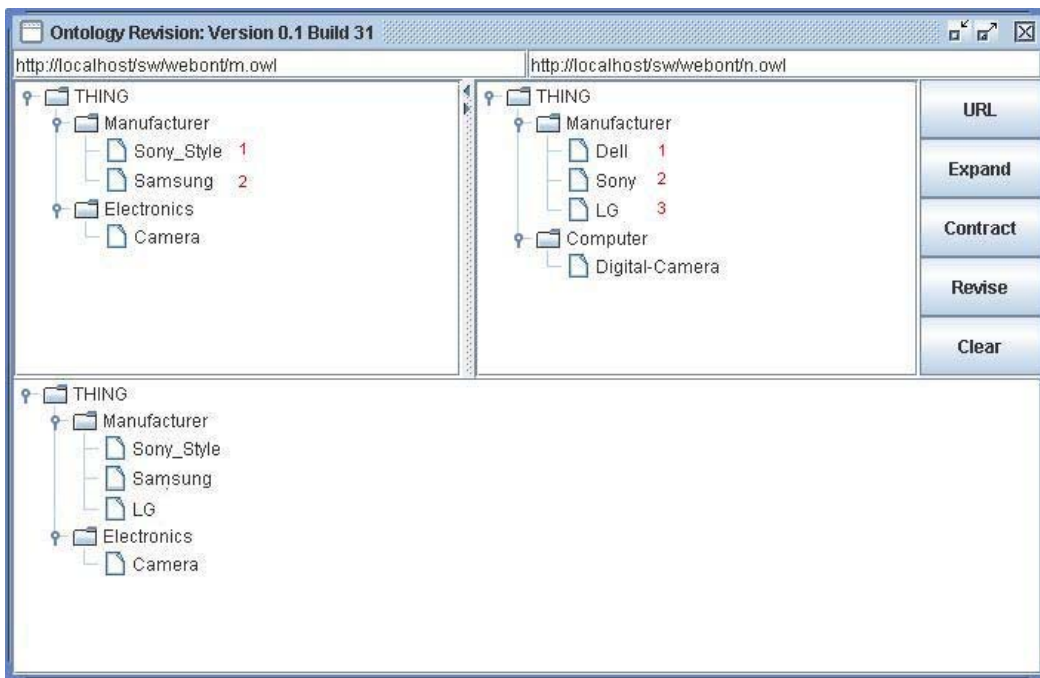 Ontology Revision: Version 0.1 Build 31
http://localhost/sw/webont/m.owl
http://localhost/sw/webont/n.owl
THING
Manufacturer
Sony_Style 1
Samsung 2
Electronics
Camera
THING
Manufacturer
Dell 1
Sony 2
LG 3
Computer
Digital-Camera
URL
Expand
Contract
Revise
Clear
THING
Manufacturer
Sony_Style
Samsung
LG
Electronics
Camera